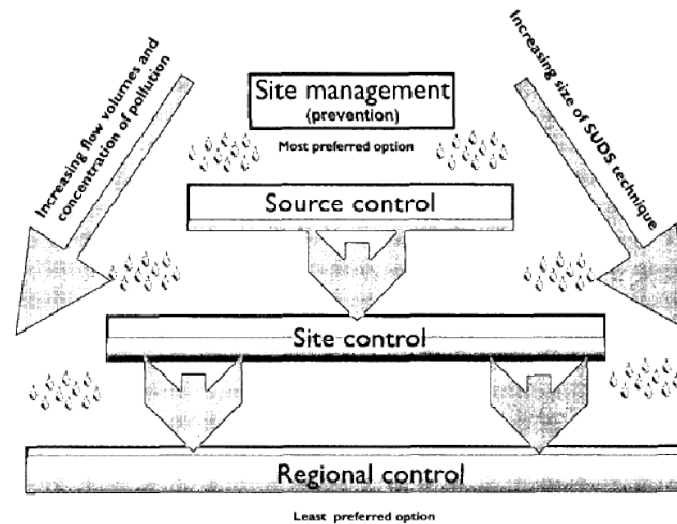 Increasing flow volumes and
concentration of pollution
Site management
(prevention)
Most preferred option
Increasing size of SUDS technique
Source control
Site control
Regional control
Least preferred option